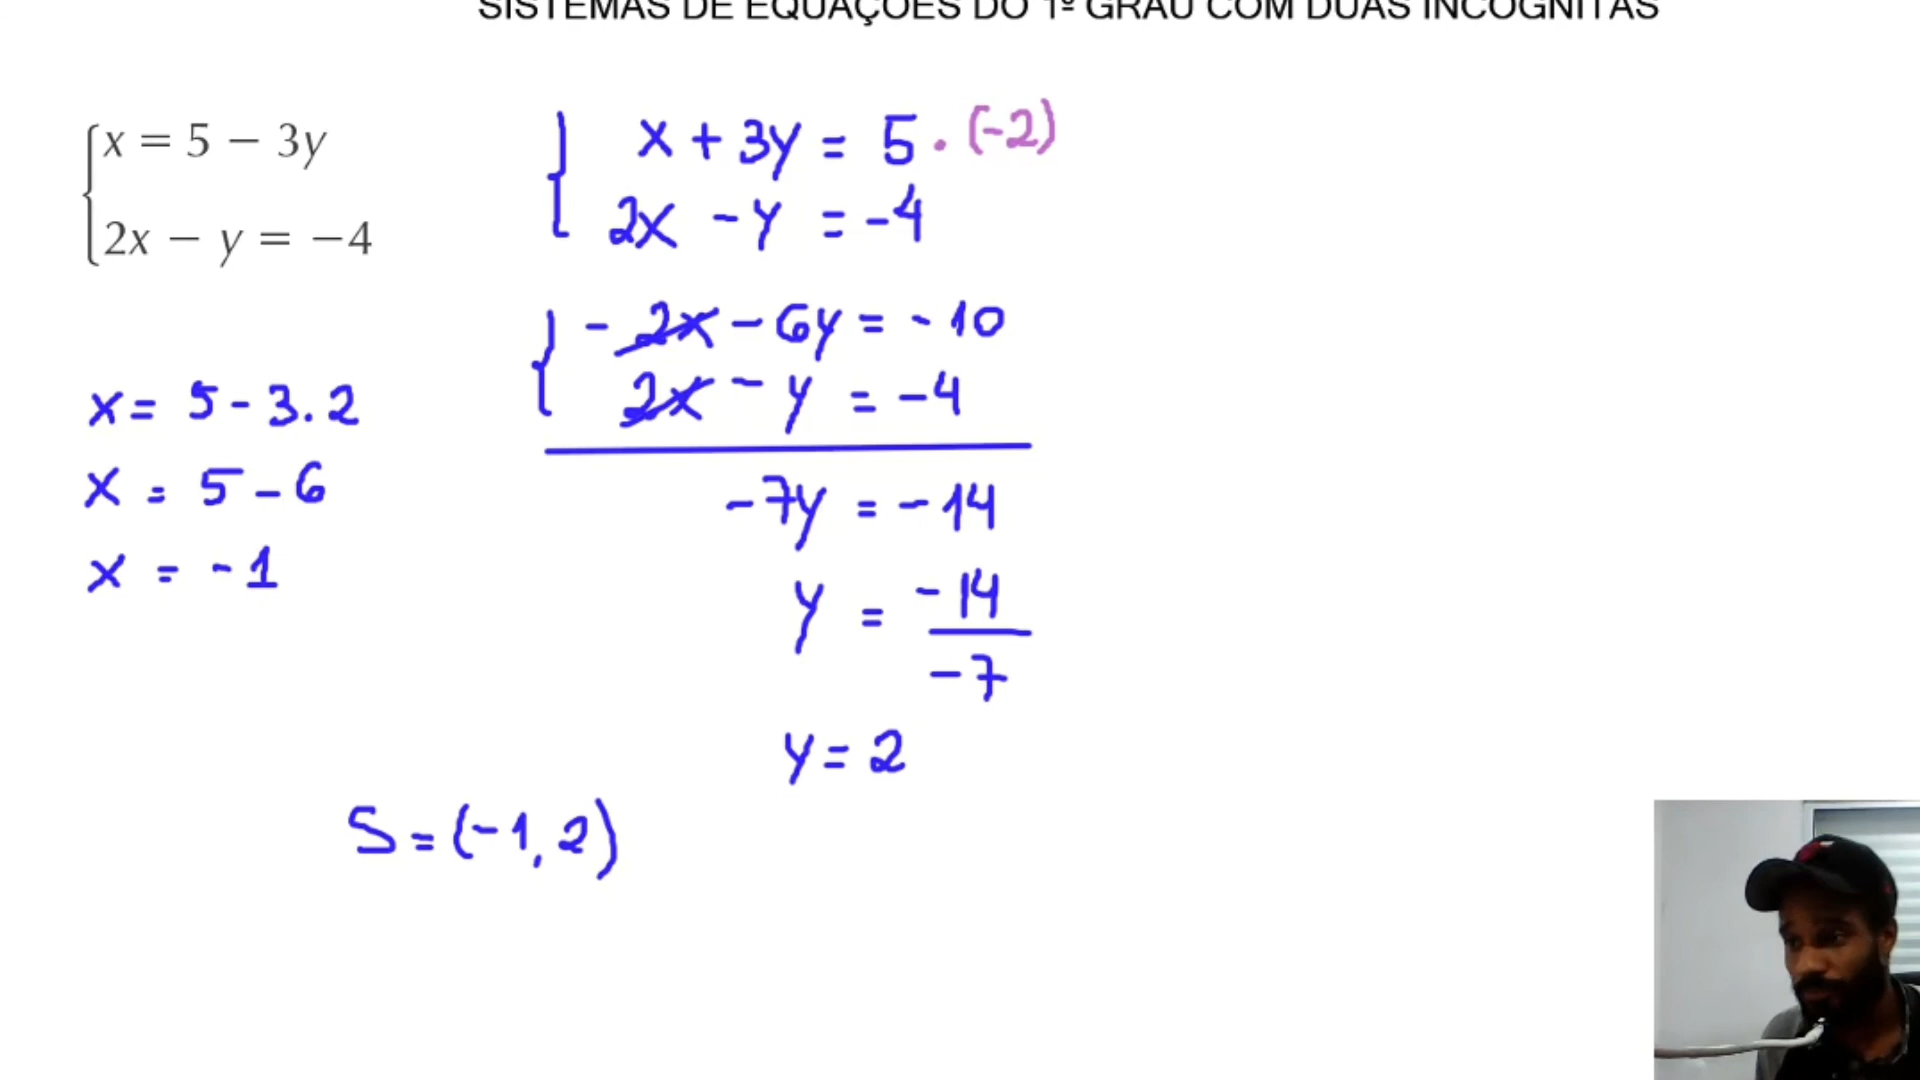 SISTEMAS DE EQUAÇÕES DO 1º GRAU COM DUAS INCÓGNITAS
x = 5 − 3y
2x − y = −4
x + 3y = 5 . (-2)
2x - y = -4
- 2x - 6y = - 10
2x - y = -4
-7y = -14
y = -14
-7
y = 2
x = 5 - 3.2
x = 5 - 6
x = - 1
S = (-1, 2)